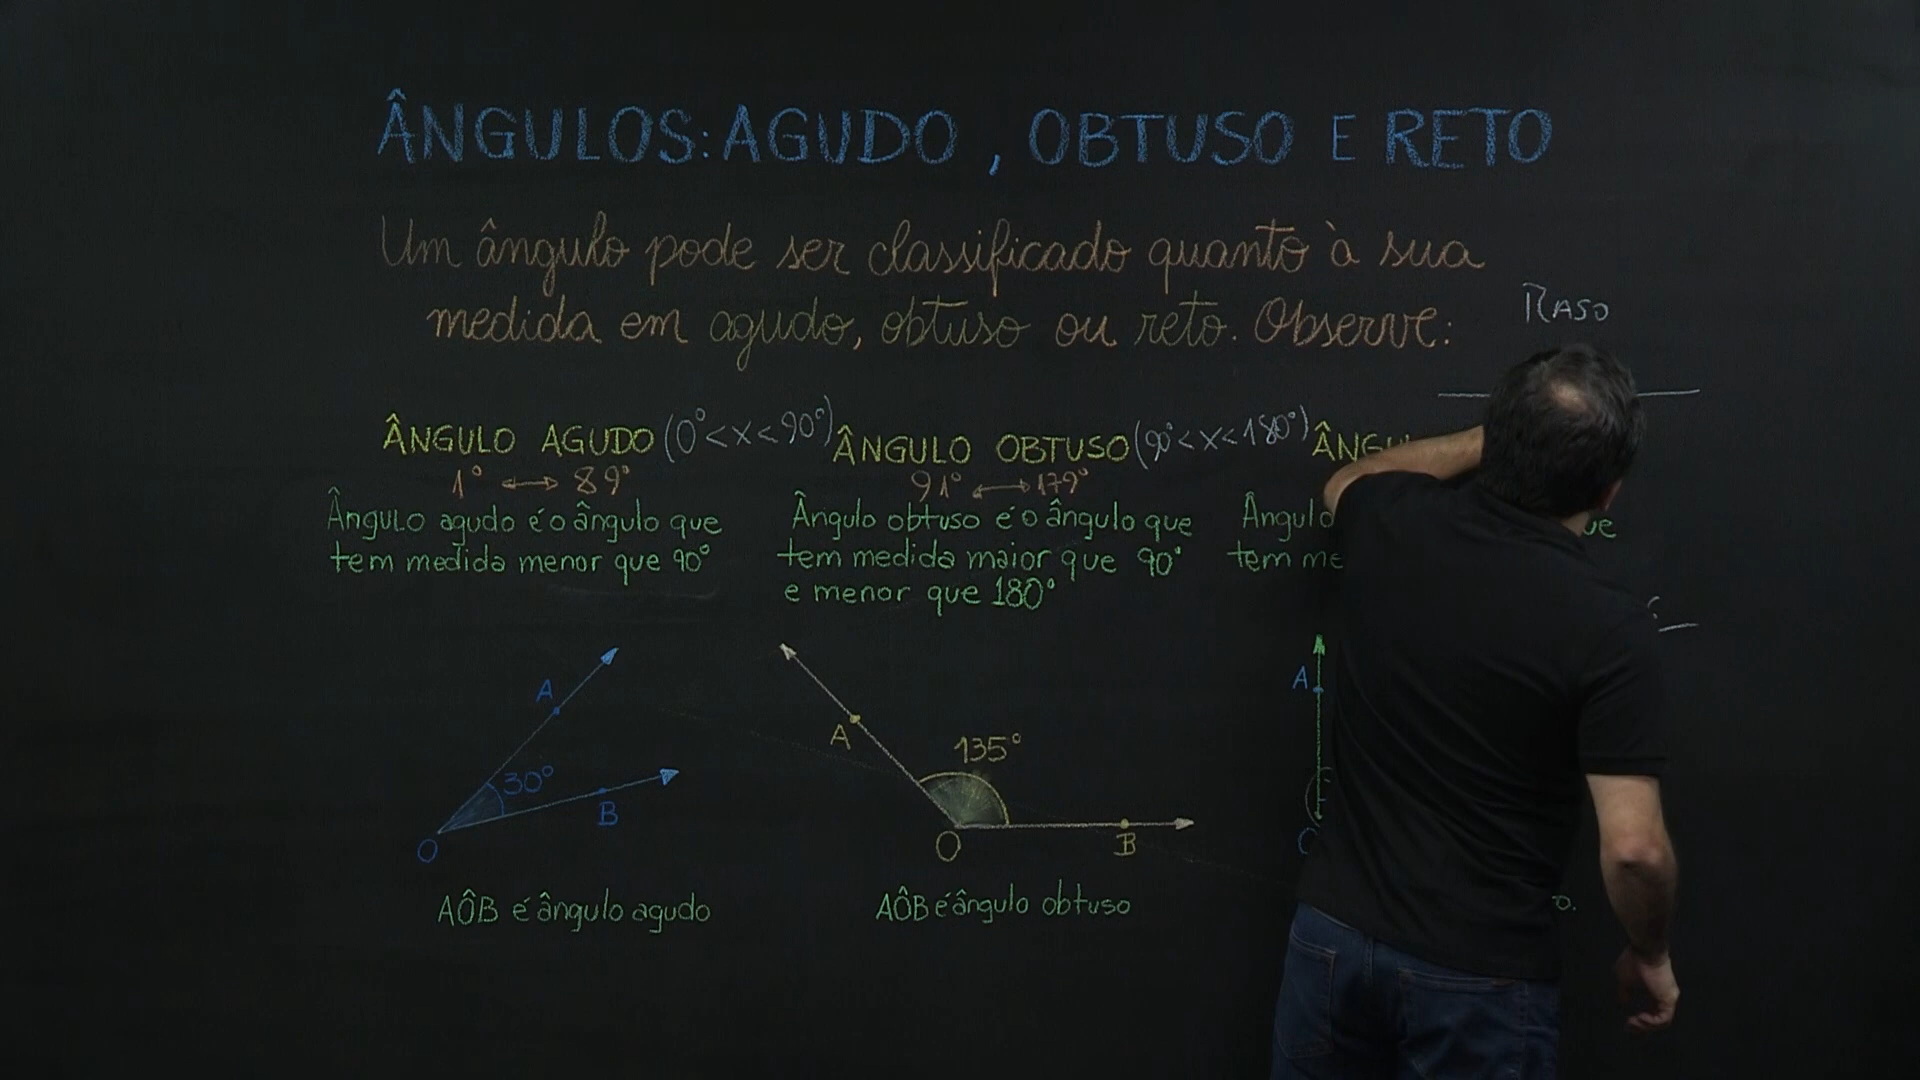 ÂNGULOS: AGUDO, OBTUSO E RETO
Um ângulo pode ser classificado quanto à sua
medida em agudo, obtuso ou reto. Observe:
RASO
ÂNGULO AGUDO (0° < x < 90°)
1° ↔ 89°
Ângulo agudo é o ângulo que
tem medida menor que 90°
A
30°
B
O
AÔB é ângulo agudo
ÂNGULO OBTUSO (90° < x < 180°)
91° ↔ 179°
Ângulo obtuso é o ângulo que
tem medida maior que 90°
e menor que 180°
A
135°
O
B
AÔB é ângulo obtuso
Ângulo
tem
A